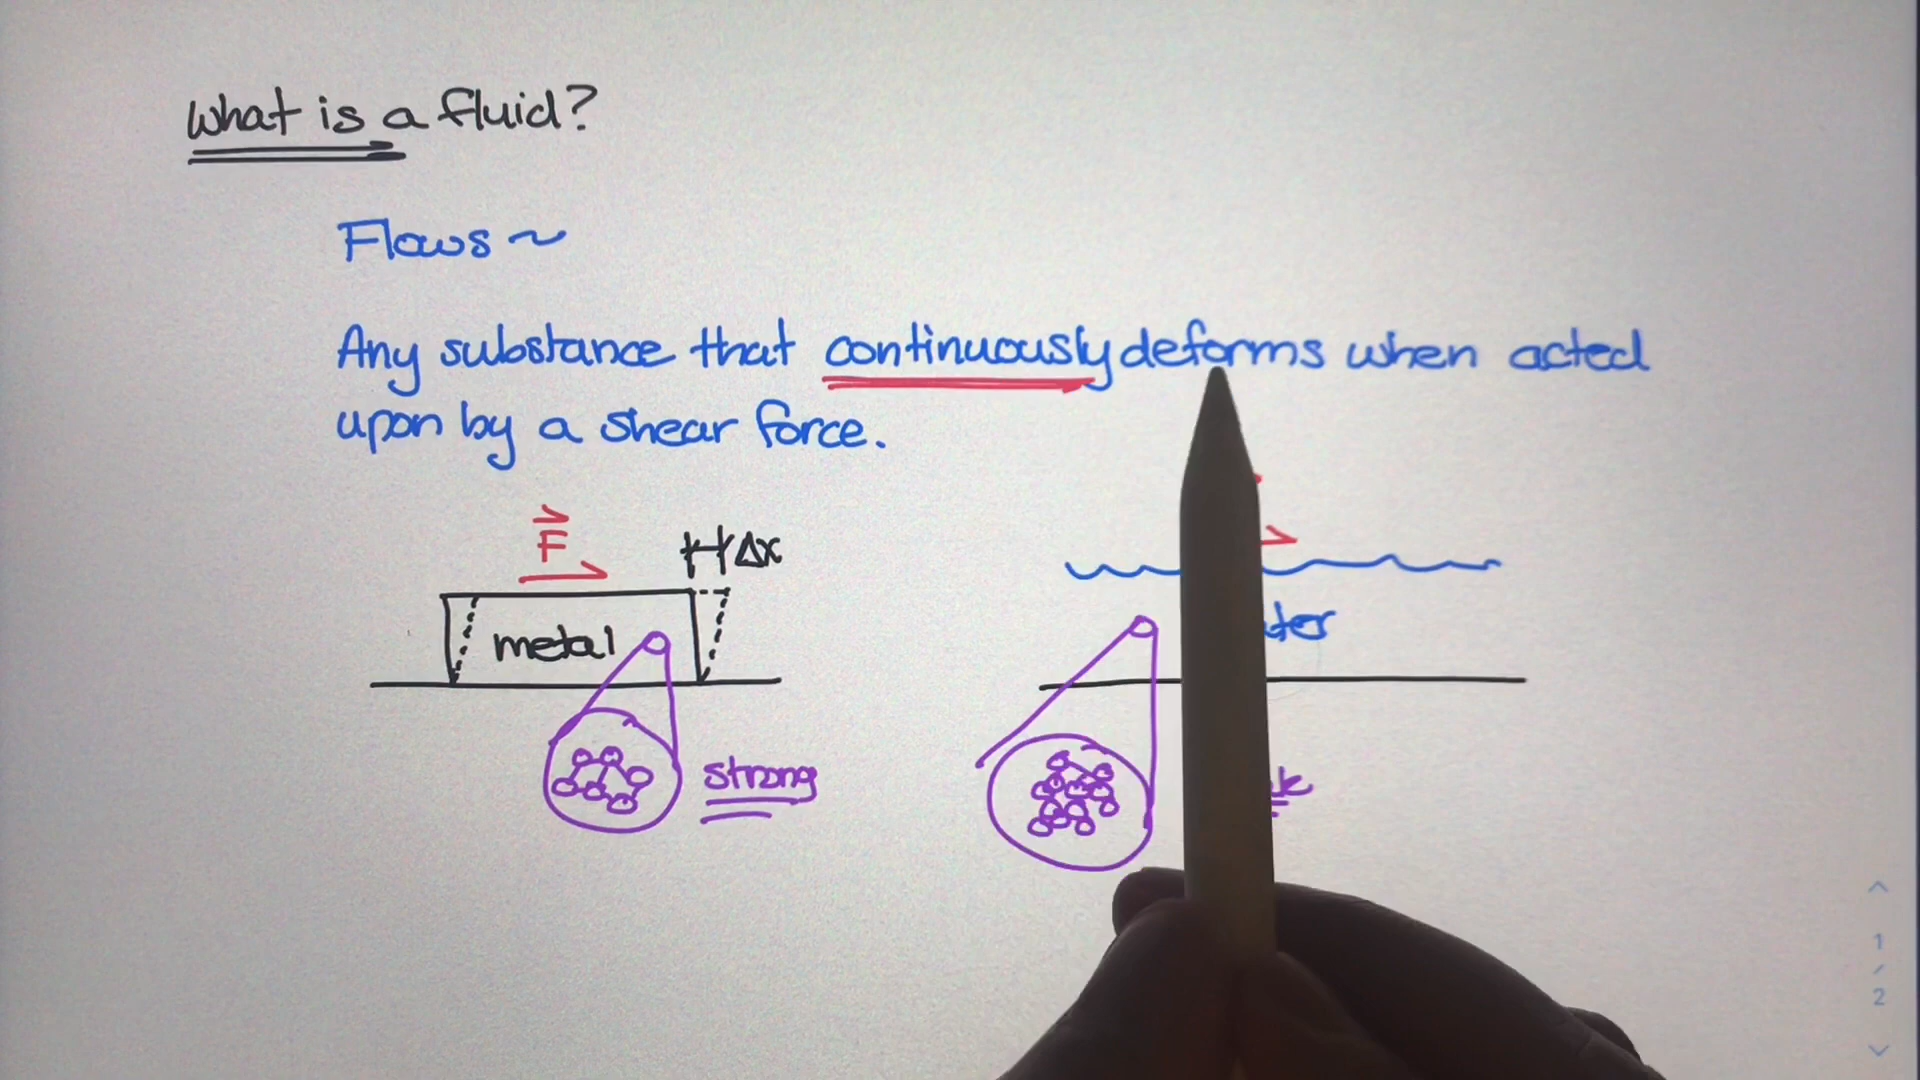 What is a fluid?
Flows ~
Any substance that continuously deforms when acted
upon by a shear force.
F
Δx
metal
strong
1
/
2